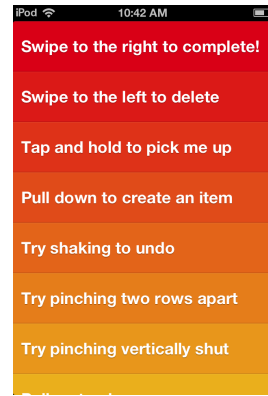 iPod 10:42 AM
Swipe to the right to complete!
Swipe to the left to delete
Tap and hold to pick me up
Pull down to create an item
Try shaking to undo
Try pinching two rows apart
Try pinching vertically shut